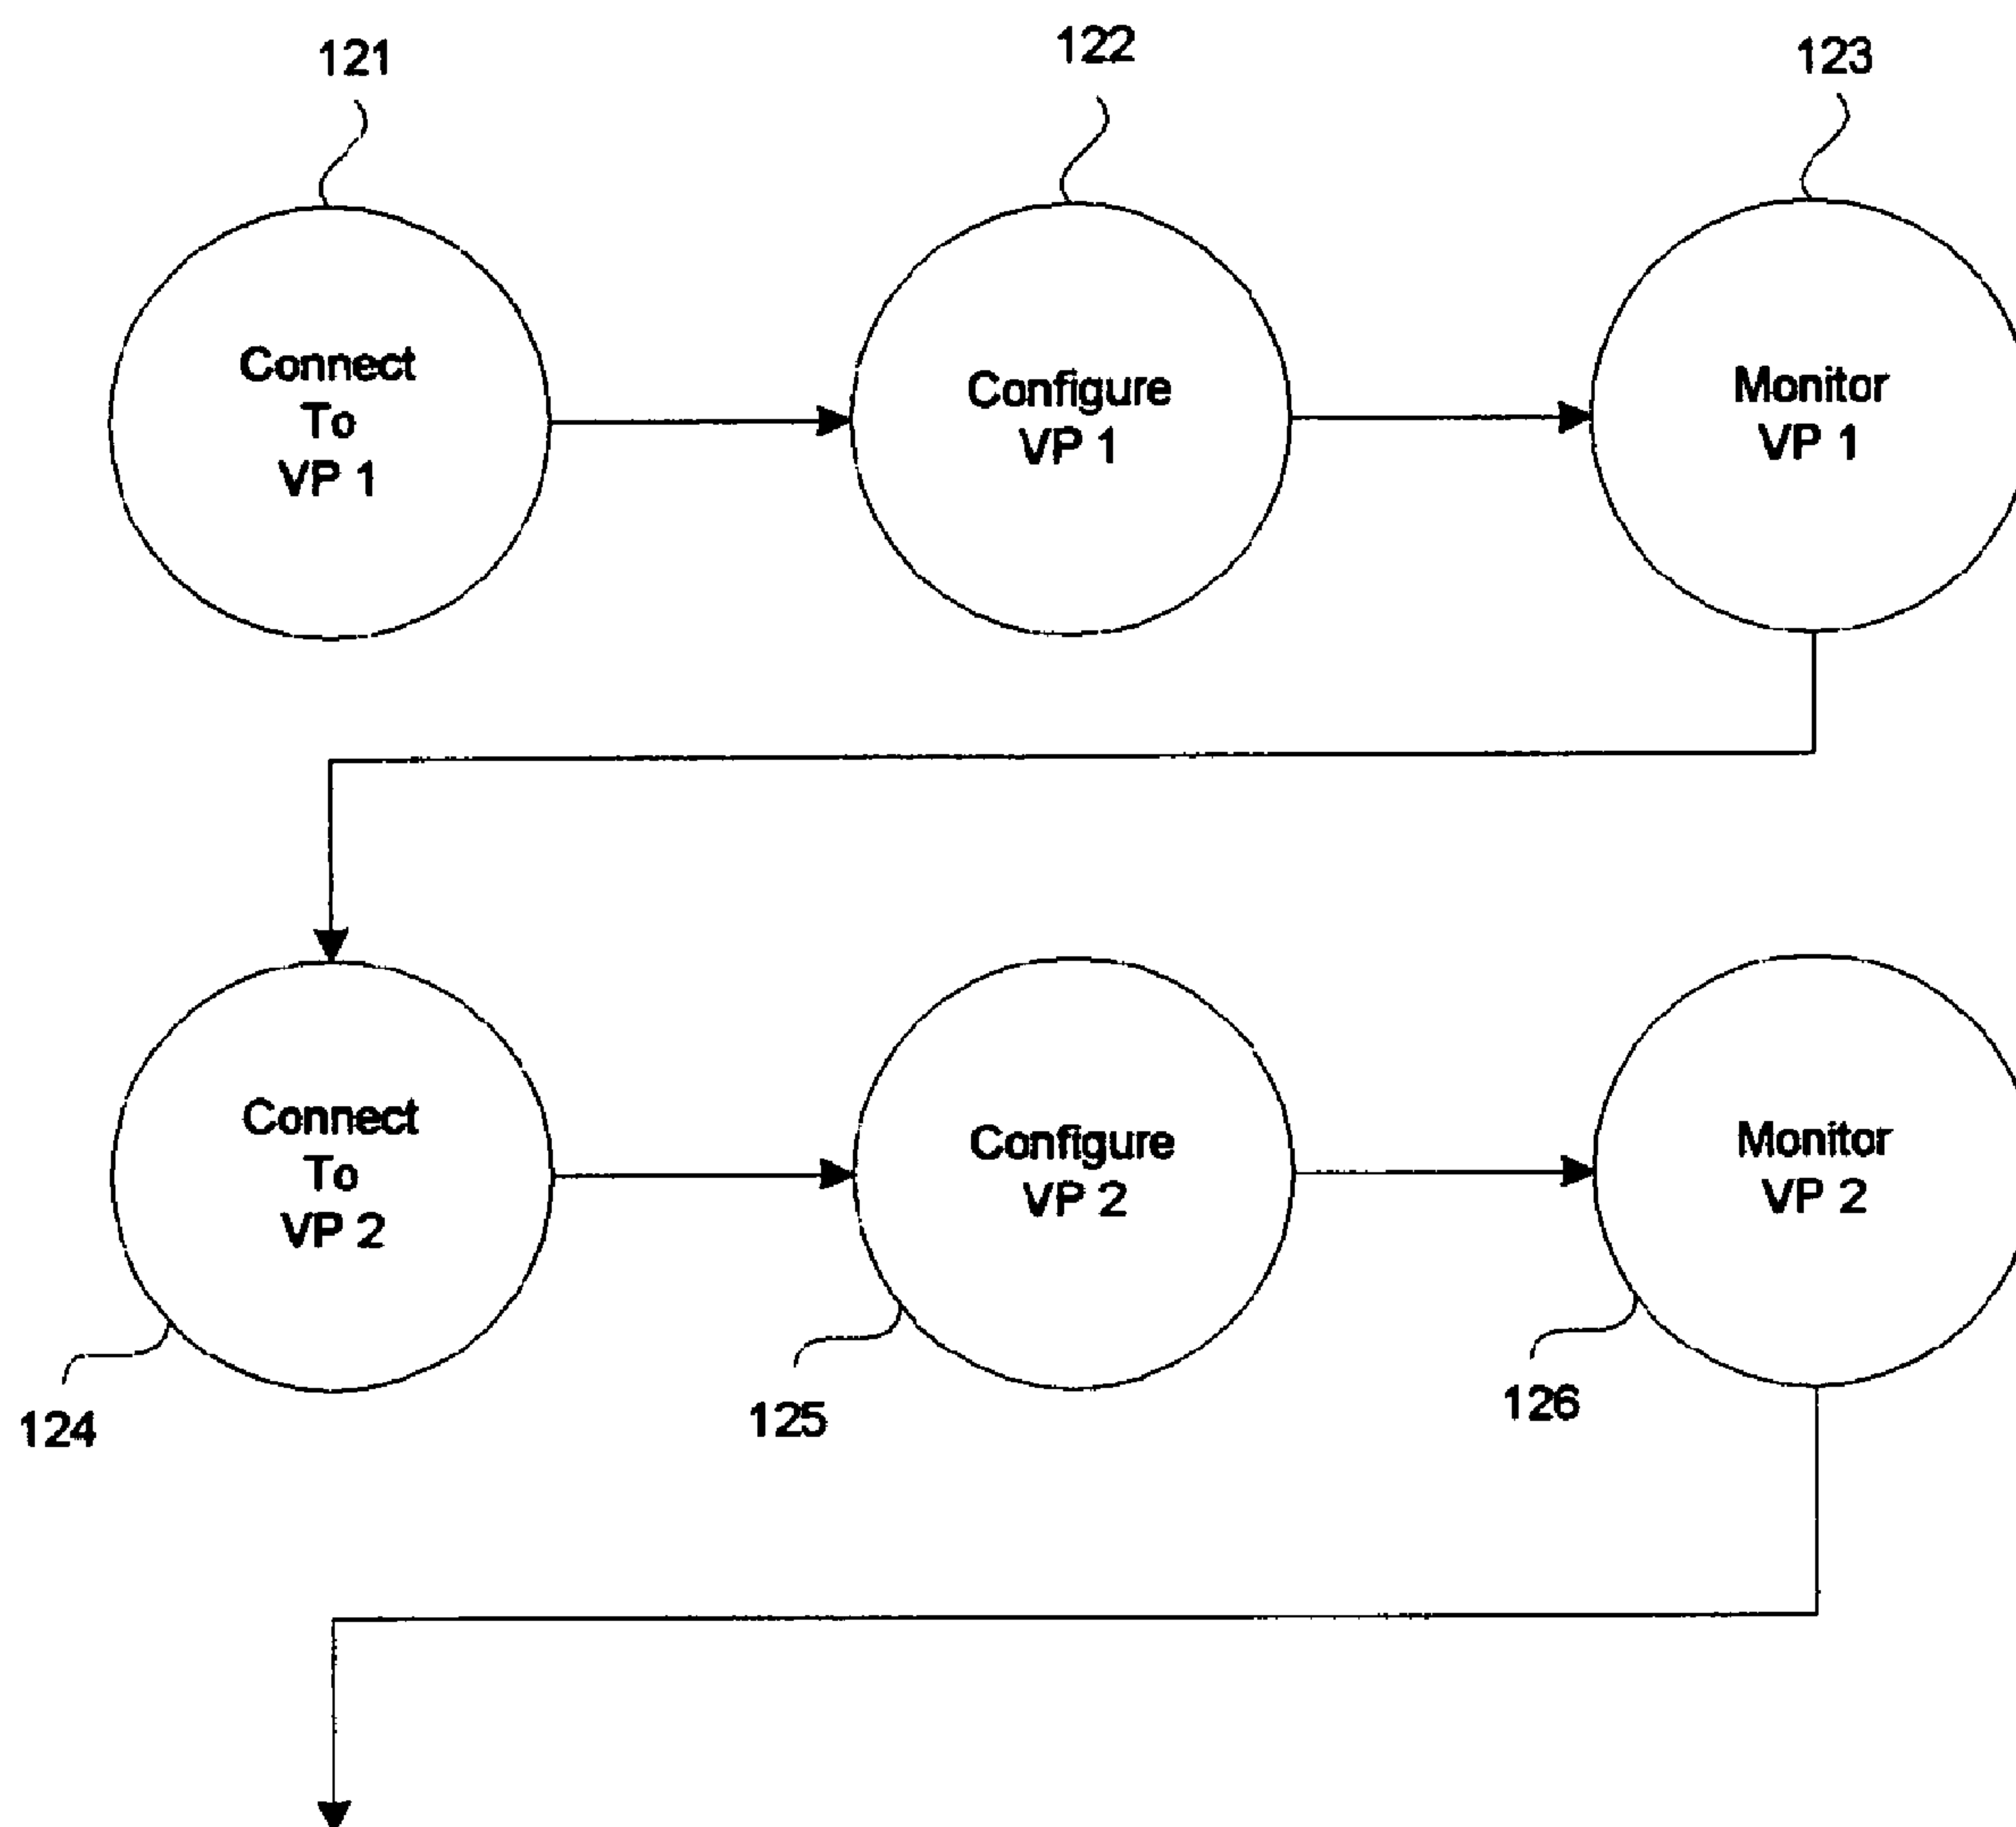 121
122
123
Connect
To
VP 1
Configure
VP 1
Monitor
VP 1
Connect
To
VP 2
Configure
VP 2
Monitor
VP 2
124
125
126